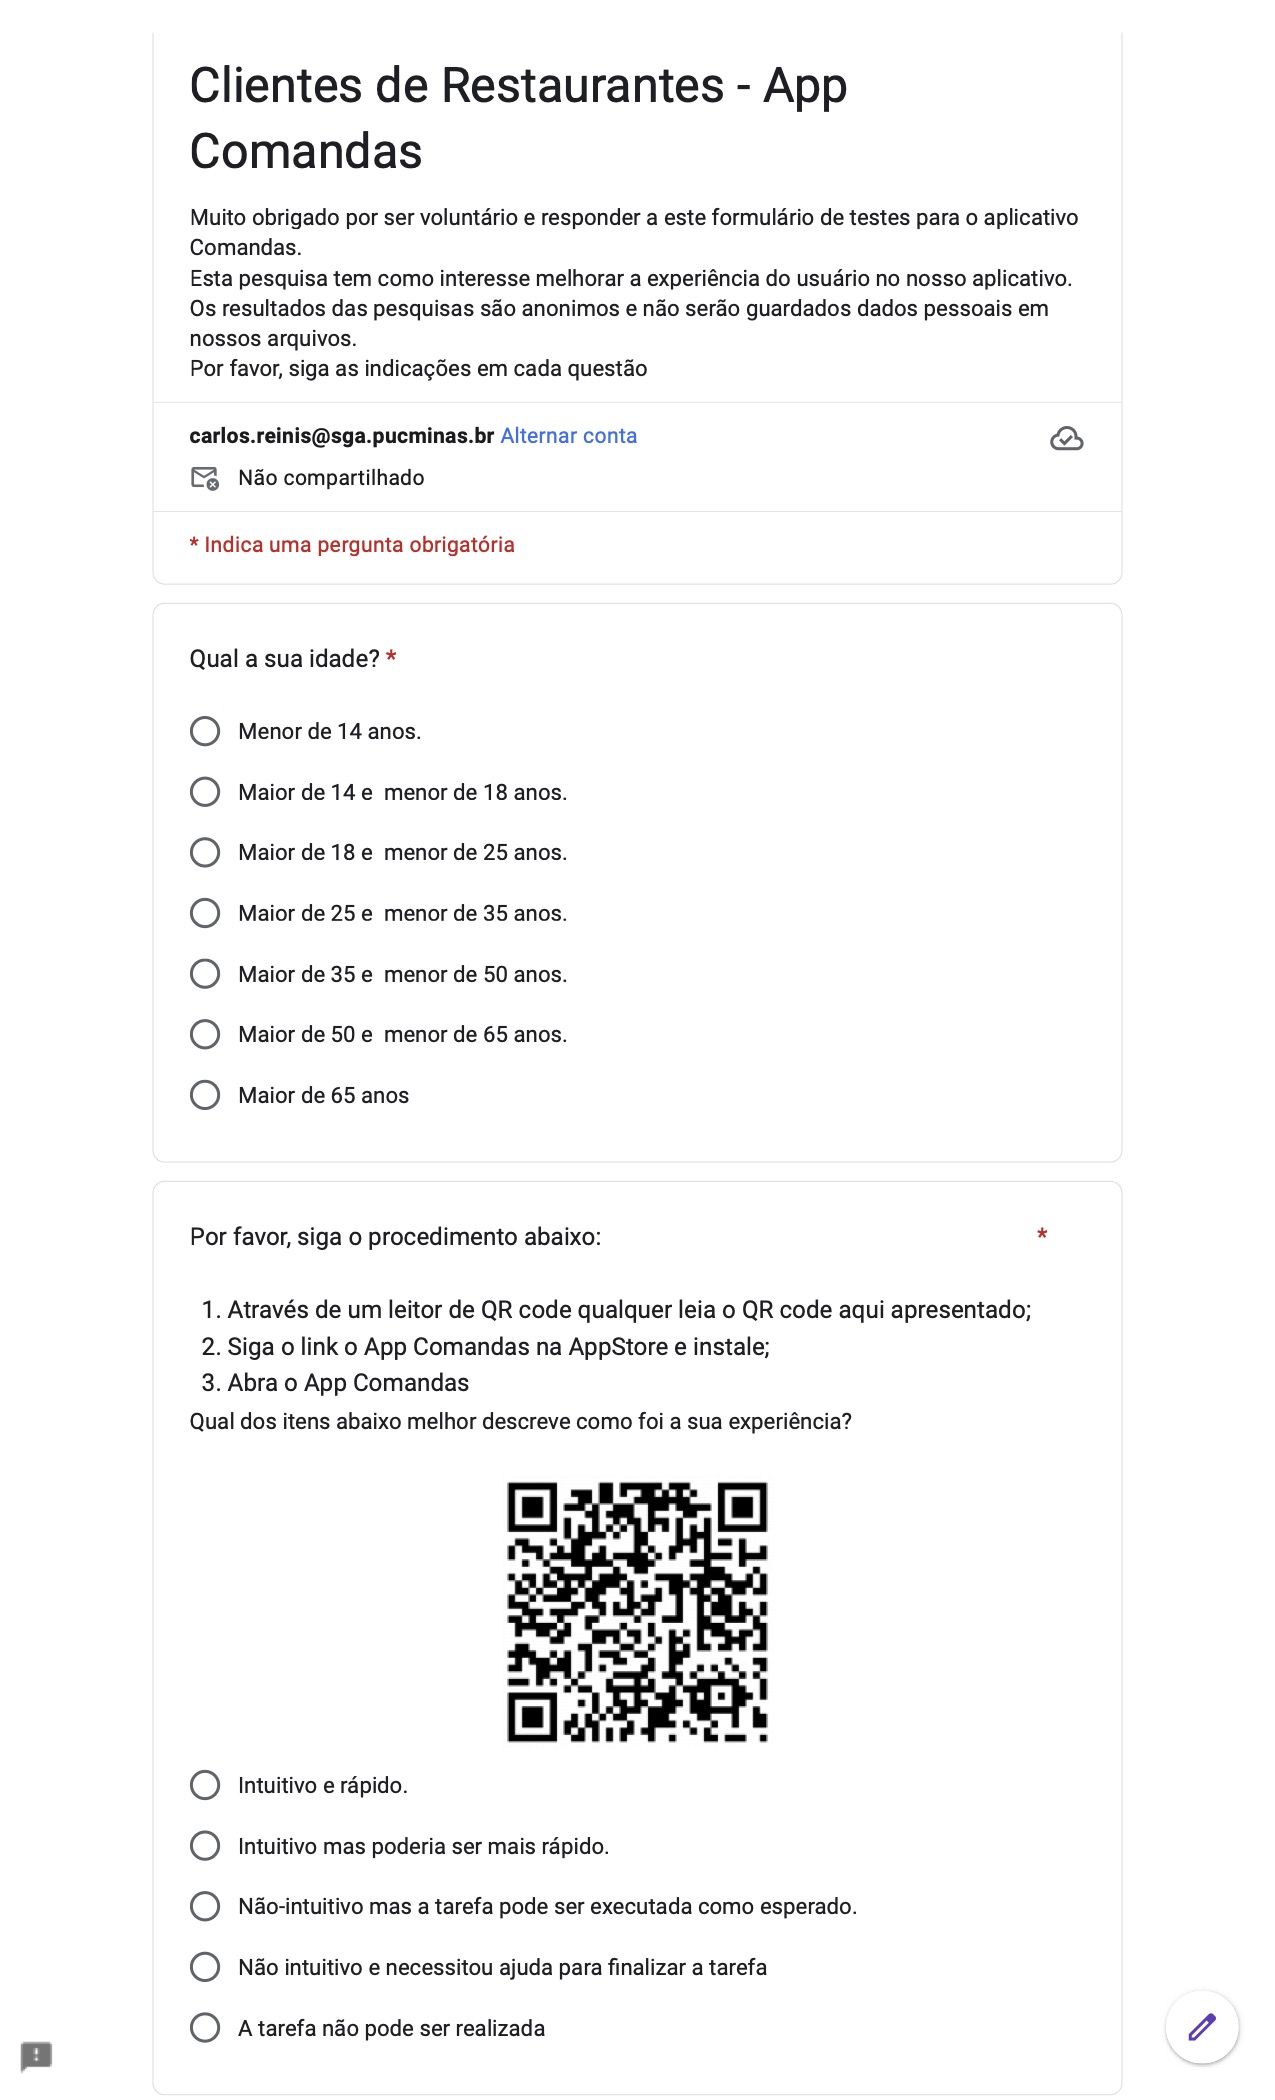 Clientes de Restaurantes - App
Comandas
Muito obrigado por ser voluntário e responder a este formulário de testes para o aplicativo
Comandas.
Esta pesquisa tem como interesse melhorar a experiência do usuário no nosso aplicativo.
Os resultados das pesquisas são anonimos e não serão guardados dados pessoais em
nossos arquivos.
Por favor, siga as indicações em cada questão
carlos.reinis@sga.pucminas.br Alternar conta
Não compartilhado
* Indica uma pergunta obrigatória
Qual a sua idade? *
Menor de 14 anos.
Maior de 14 e  menor de 18 anos.
Maior de 18 e  menor de 25 anos.
Maior de 25 e  menor de 35 anos.
Maior de 35 e  menor de 50 anos.
Maior de 50 e  menor de 65 anos.
Maior de 65 anos
Por favor, siga o procedimento abaixo: *
1. Através de um leitor de QR code qualquer leia o QR code aqui apresentado;
2. Siga o link o App Comandas na AppStore e instale;
3. Abra o App Comandas
Qual dos itens abaixo melhor descreve como foi a sua experiência?
Intuitivo e rápido.
Intuitivo mas poderia ser mais rápido.
Não-intuitivo mas a tarefa pode ser executada como esperado.
Não intuitivo e necessitou ajuda para finalizar a tarefa
A tarefa não pode ser realizada